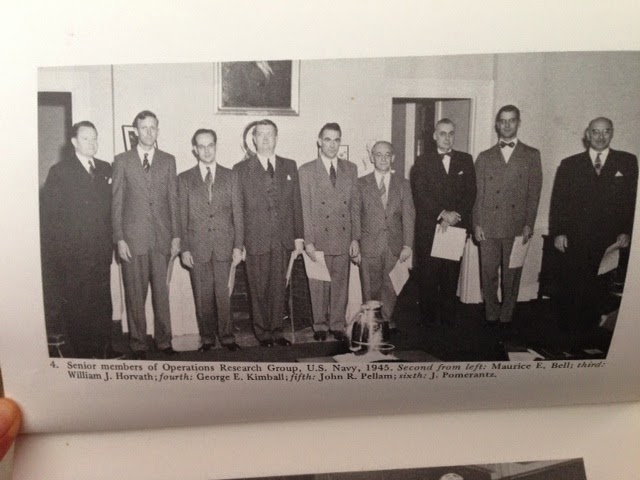 4. Senior members of Operations Research Group, U.S. Navy, 1945. Second from left: Maurice E. Bell; third:
William J. Horvath; fourth: George E. Kimball; fifth: John R. Pellam; sixth: J. Pomerantz.